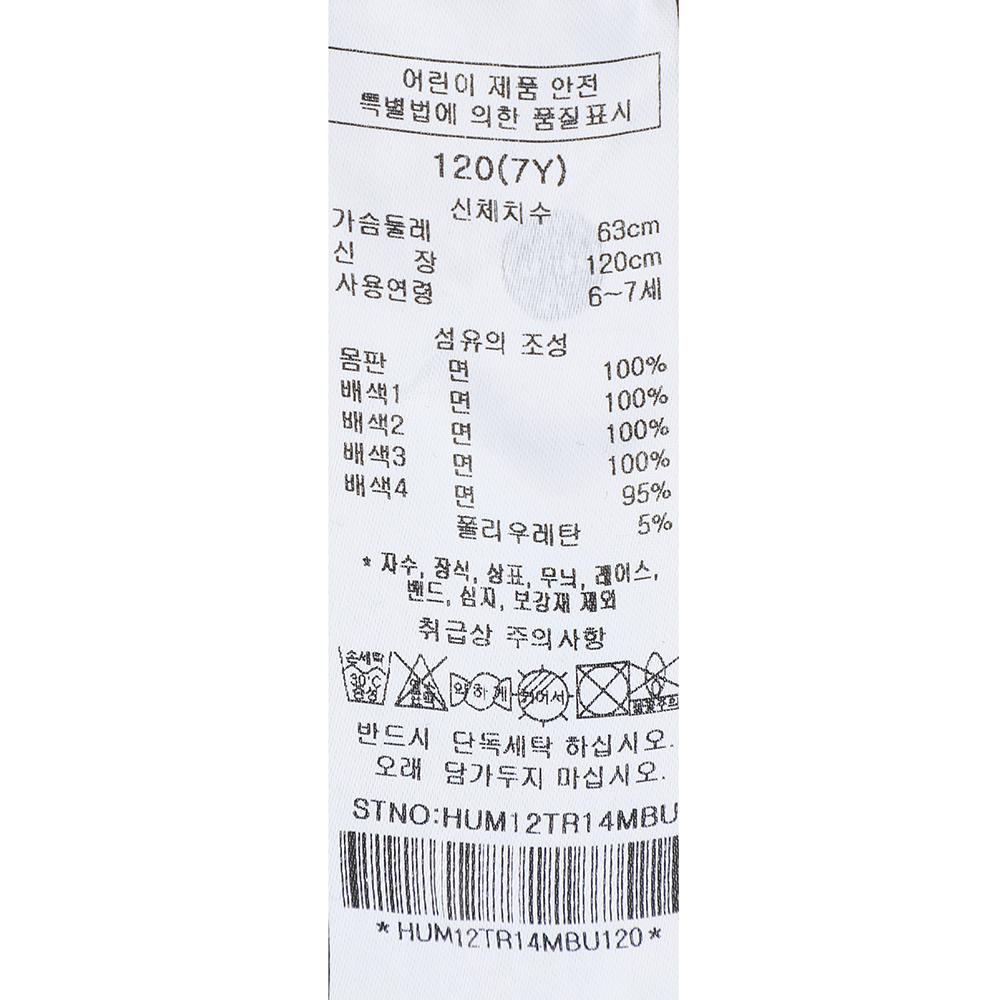 어린이 제품 안전
특별법에 의한 품질표시
120(7Y)
신체치수
가슴둘레 63cm
신 장 120cm
사용연령 6~7세
섬유의 조성
몸판 면 100%
배색1 면 100%
배색2 면 100%
배색3 면 100%
배색4 면 95%
폴리우레탄 5%
* 자수, 장식, 상표, 무늬, 레이스,
밴드, 심지, 보강재 제외
취급상 주의사항
손세탁
30°C
중성
약하게
뉘어서
반드시 단독세탁 하십시오.
오래 담가두지 마십시오.
STNO:HUM12TR14MBU
*HUM12TR14MBU120*